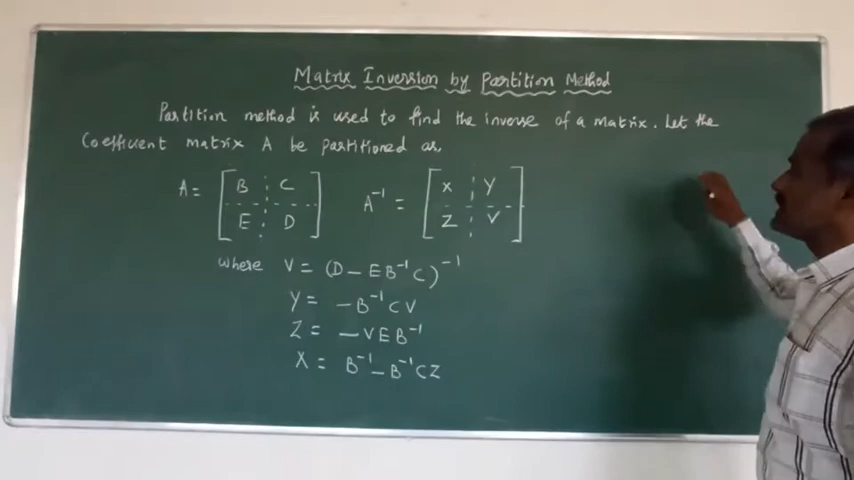 Matrix Inversion by Partition Method
Partition method is used to find the inverse of a matrix. Let the
Coefficient matrix A be partitioned as,
A = [B C; E D] A⁻¹ = [X Y; Z V]
where V = (D − EB⁻¹C)⁻¹
Y = −B⁻¹CV
Z = −VEB⁻¹
X = B⁻¹ − B⁻¹CZ